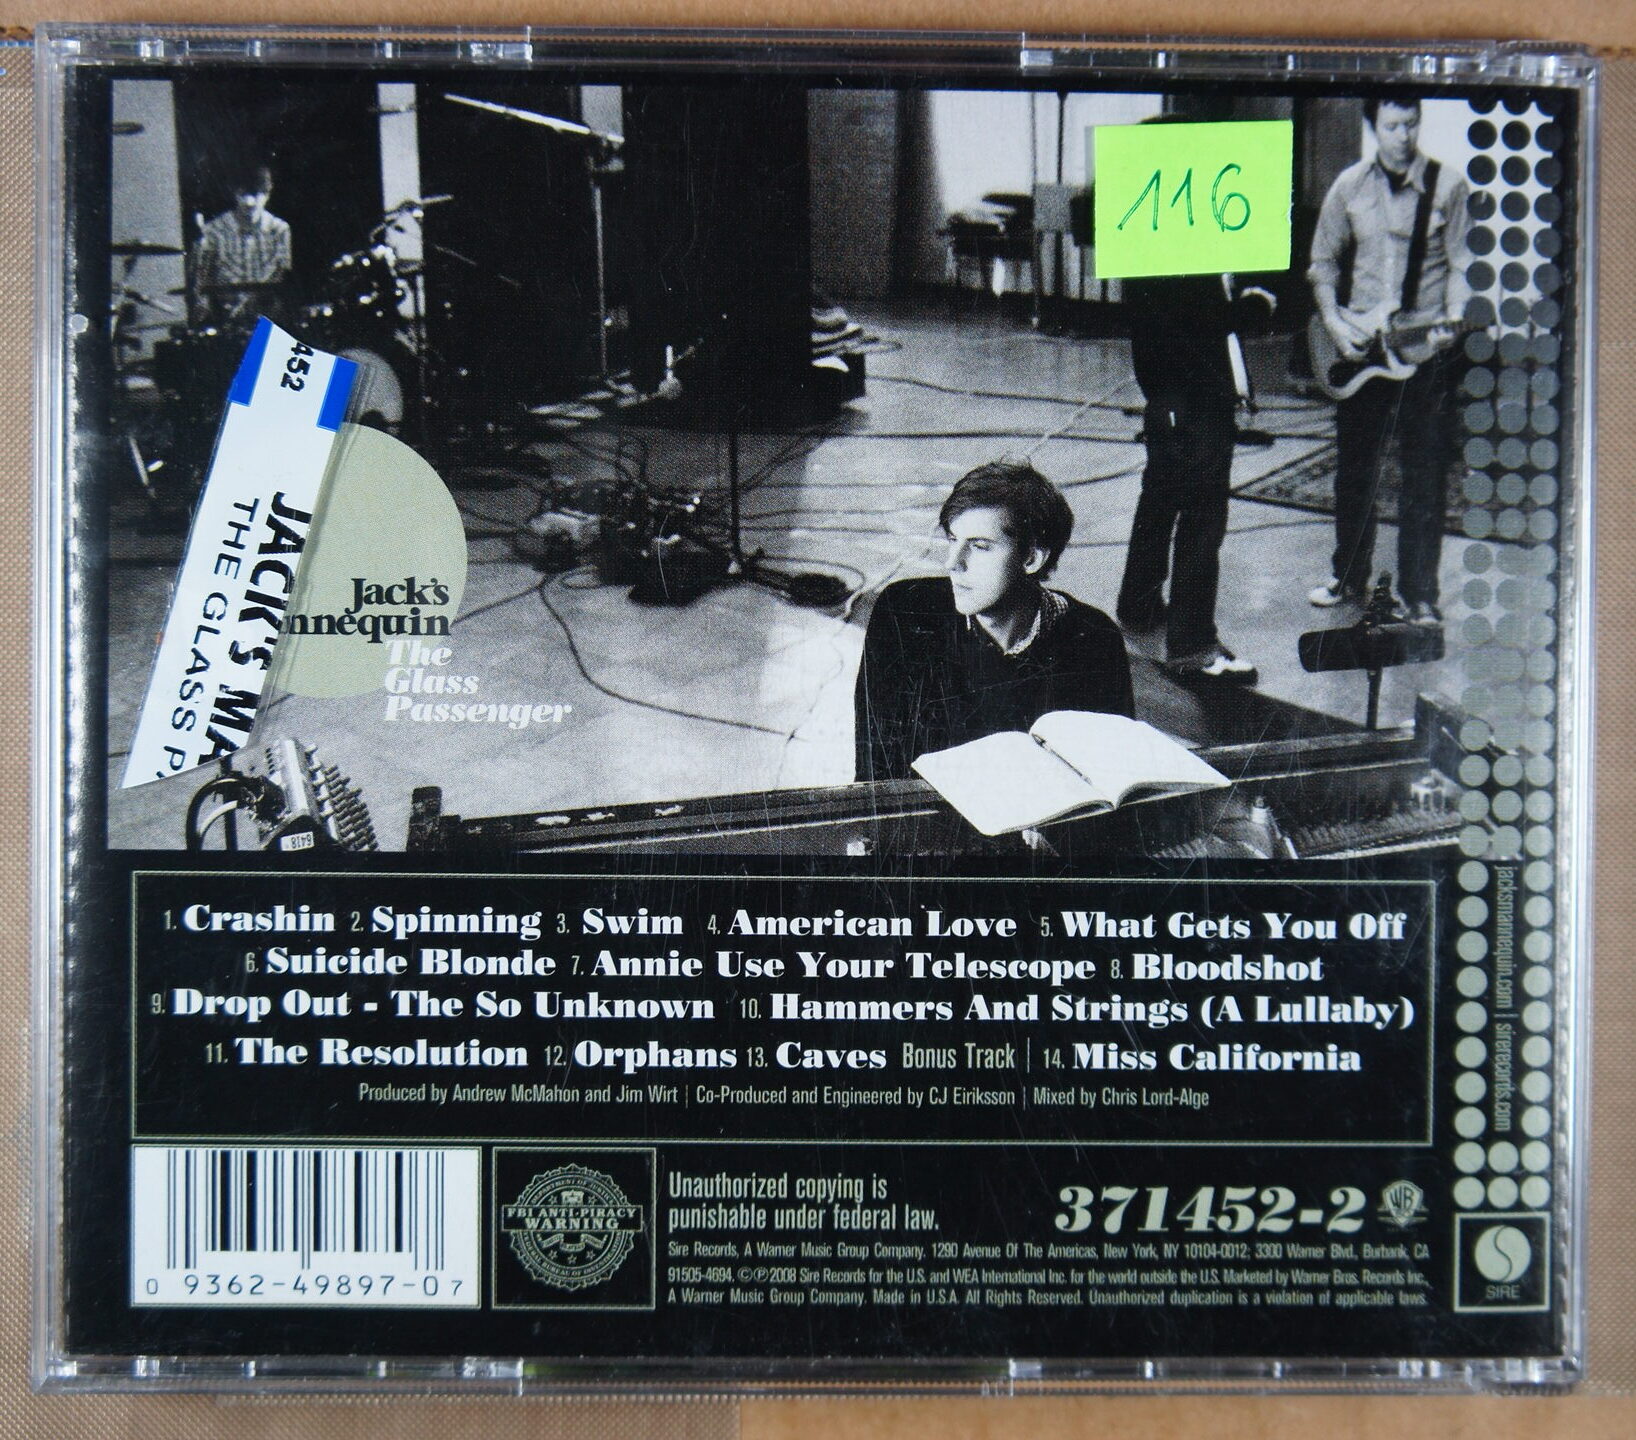 116
452
JACK'S MA
THE GLASS P
Jack's
nnequin
The
Glass
Passenger
6418
1. Crashin 2. Spinning 3. Swim 4. American Love 5. What Gets You Off
6. Suicide Blonde 7. Annie Use Your Telescope 8. Bloodshot
9. Drop Out - The So Unknown 10. Hammers And Strings (A Lullaby)
11. The Resolution 12. Orphans 13. Caves Bonus Track | 14. Miss California
Produced by Andrew McMahon and Jim Wirt | Co-Produced and Engineered by CJ Eiriksson | Mixed by Chris Lord-Alge
jacksmannequin.com | sirerecords.com
0 9362-49897-0 7
FBI ANTI-PIRACY
WARNING
Unauthorized copying is
punishable under federal law.
371452-2
WB
Sire Records, A Warner Music Group Company, 1290 Avenue Of The Americas, New York, NY 10104-0012; 3300 Warner Blvd., Burbank, CA
91505-4694. ©℗2008 Sire Records for the U.S. and WEA International Inc. for the world outside the U.S. Marketed by Warner Bros. Records Inc.,
A Warner Music Group Company. Made in U.S.A. All Rights Reserved. Unauthorized duplication is a violation of applicable laws.
SIRE